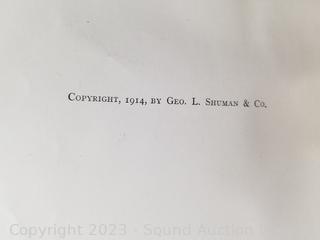 Copyright, 1914, by Geo. L. Shuman & Co.
Copyright 2023 - Sound Auction